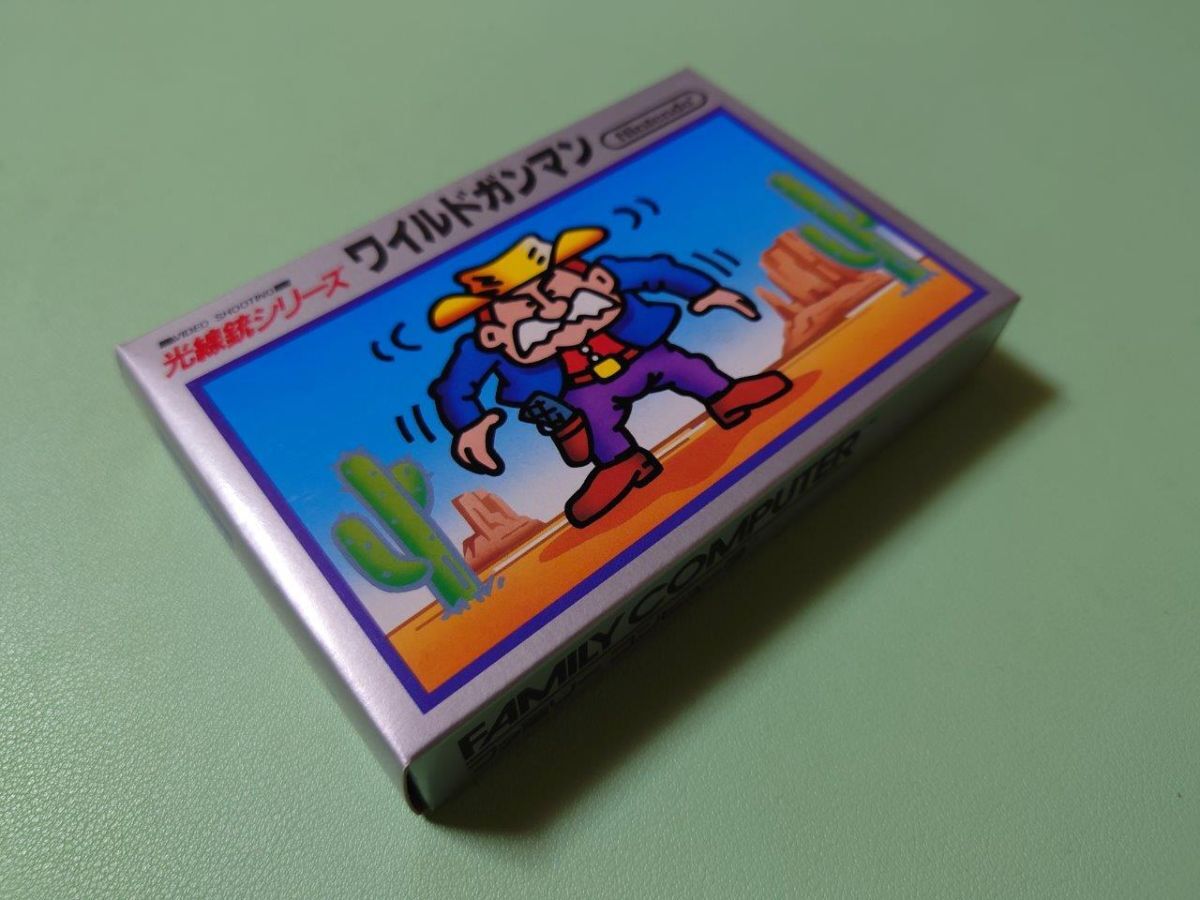 Nintendo
VIDEO SHOOTING
光線銃シリーズ ワイルドガンマン
FAMILY COMPUTER™